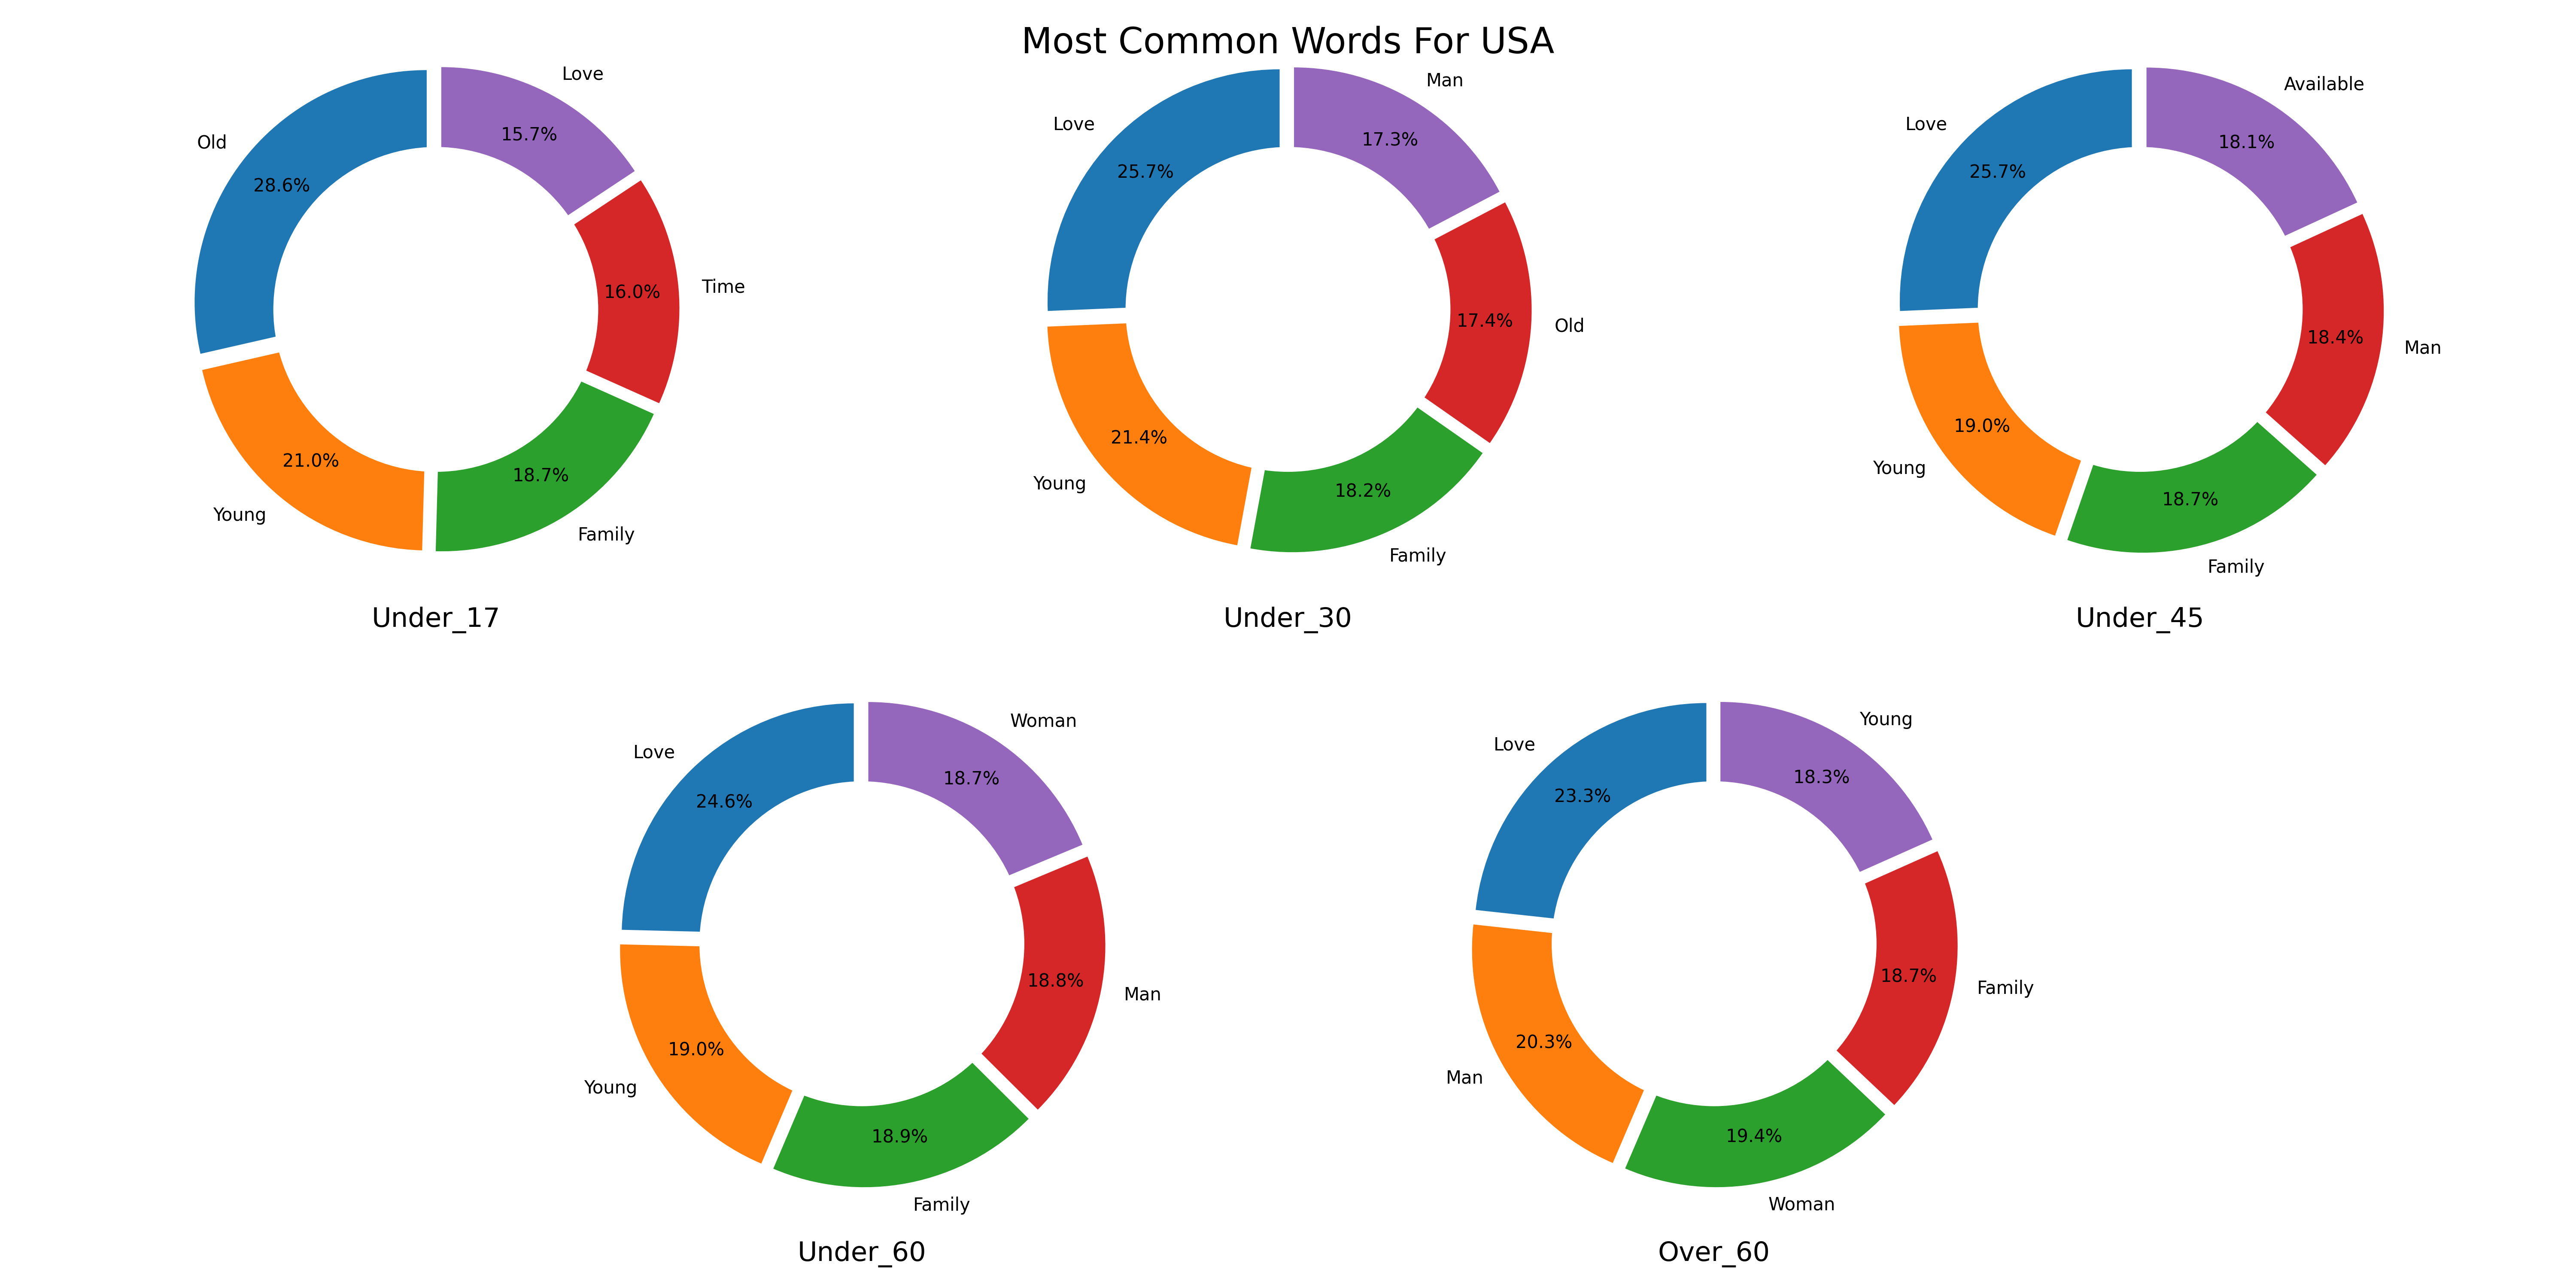 Most Common Words For USA
Love
15.7%
Old
28.6%
Time
16.0%
21.0%
18.7%
Young
Family
Under_17
Man
Love
17.3%
25.7%
Old
17.4%
21.4%
Young
18.2%
Family
Under_30
Available
Love
18.1%
25.7%
Man
18.4%
19.0%
Young
18.7%
Family
Under_45
Woman
Love
18.7%
24.6%
Man
18.8%
19.0%
Young
18.9%
Family
Under_60
Young
Love
18.3%
23.3%
Family
18.7%
20.3%
Man
19.4%
Woman
Over_60